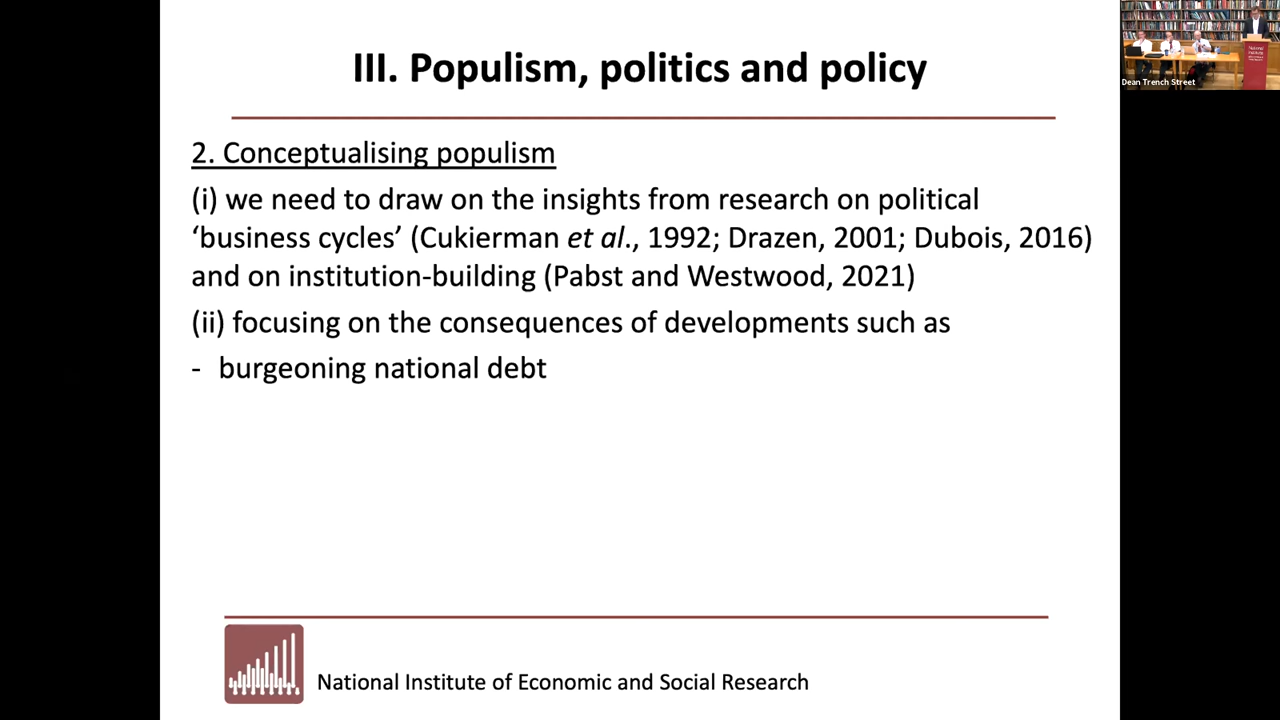 III. Populism, politics and policy
Dean Trench Street
2. Conceptualising populism
(i) we need to draw on the insights from research on political
‘business cycles’ (Cukierman et al., 1992; Drazen, 2001; Dubois, 2016)
and on institution-building (Pabst and Westwood, 2021)
(ii) focusing on the consequences of developments such as
- burgeoning national debt
National Institute of Economic and Social Research